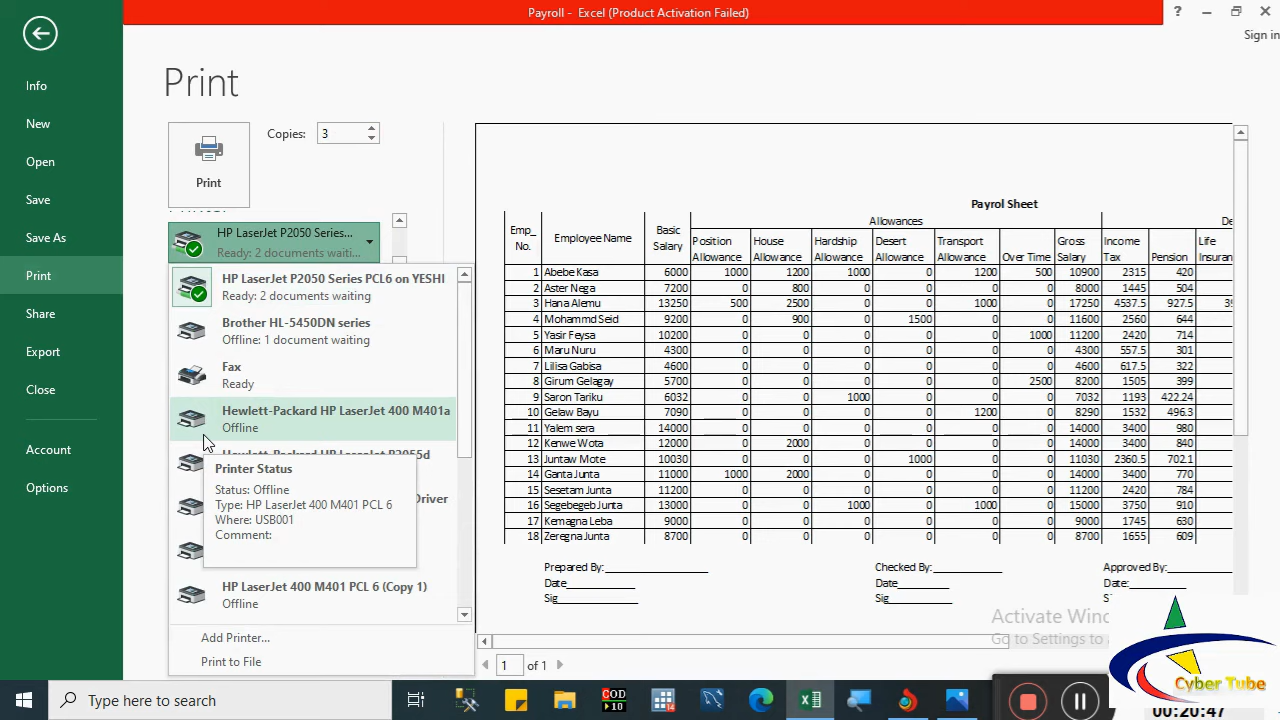 Payroll - Excel (Product Activation Failed)
Sign in
Info
New
Open
Save
Save As
Print
Share
Export
Close
Account
Options
Print
Print
Copies: 3
HP LaserJet P2050 Series...
Ready: 2 documents waiti...
HP LaserJet P2050 Series PCL6 on YESHI
Ready: 2 documents waiting
Brother HL-5450DN series
Offline: 1 document waiting
Fax
Ready
Hewlett-Packard HP LaserJet 400 M401a
Offline
Driver
Printer Status
Status: Offline
Type: HP LaserJet 400 M401 PCL 6
Where: USB001
Comment:
HP LaserJet 400 M401 PCL 6 (Copy 1)
Offline
Add Printer...
Print to File
Payrol Sheet
Allowances De
Emp_ No. Employee Name Basic Salary Position Allowance House Allowance Hardship Allowance Desert Allowance Transport Allowance Over Time Gross Salary Income Tax Pension Life
1 Abebe Kasa 6000 1000 1200 1000 0 1200 500 10900 2315 420
2 Aster Nega 7200 0 800 0 0 0 0 8000 1445 504
3 Hana Alemu 13250 500 2500 0 0 1000 0 17250 4537.5 927.5
4 Mohammd Seid 9200 0 900 0 1500 0 0 11600 2560 644
5 Yasir Feysa 10200 0 0 0 0 0 1000 11200 2420 714
6 Maru Nuru 4300 0 0 0 0 0 0 4300 557.5 301
7 Lilisa Gabisa 4600 0 0 0 0 0 0 4600 617.5 322
8 Girum Gelagay 5700 0 0 0 0 0 2500 8200 1505 399
9 Saron Tariku 6032 0 0 1000 0 0 0 7032 1193 422.24
10 Gelaw Bayu 7090 0 0 0 0 1200 0 8290 1532 496.3
11 Yalem sera 14000 0 0 0 0 0 0 14000 3400 980
12 Kenwe Wota 12000 0 2000 0 0 0 0 14000 3400 840
13 Juntaw Mote 10030 0 0 0 1000 0 0 11030 2360.5 702.1
14 Ganta Junta 11000 1000 2000 0 0 0 0 14000 3400 770
15 Sesetam Junta 11200 0 0 0 0 0 0 11200 2420 784
16 Segebegeb Junta 13000 0 0 1000 0 1000 0 15000 3750 910
17 Kemagna Leba 9000 0 0 0 0 0 0 9000 1745 630
18 Zeregna Junta 8700 0 0 0 0 0 0 8700 1655 609
Prepared By: Checked By: Approved By:
Date Date Date:
Sig Sig
Activate
Go to Settings to
1 of 1
Type here to search
COD
10
Cyber Tube
00:20:47